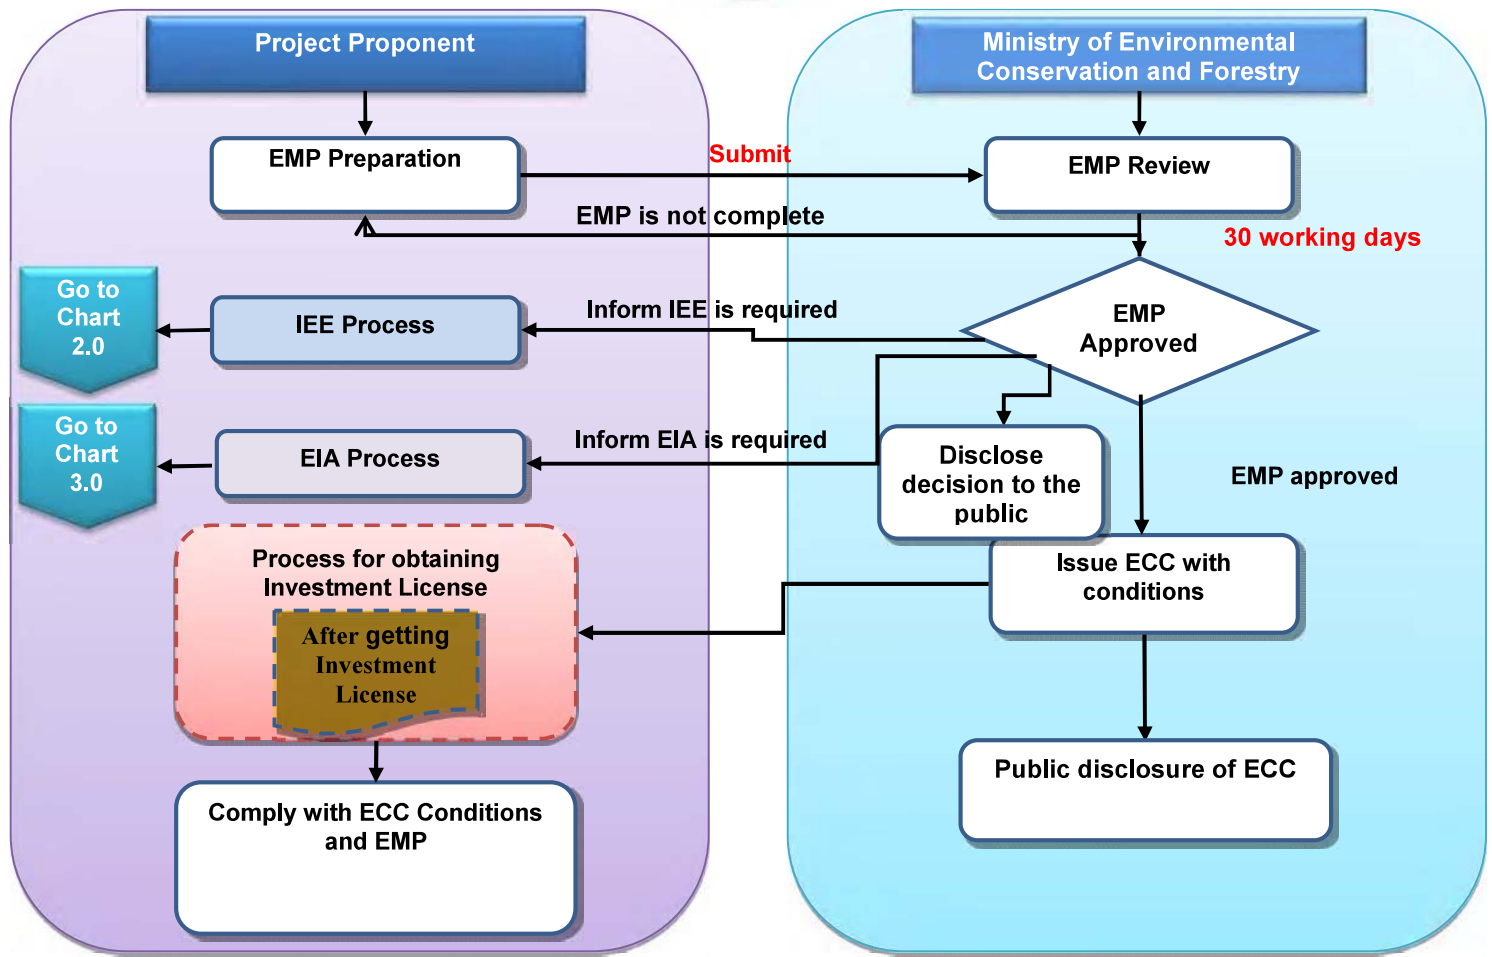 Project Proponent
Ministry of Environmental
Conservation and Forestry
EMP Preparation
Submit
EMP Review
EMP is not complete
30 working days
Go to
Chart
2.0
IEE Process
Inform IEE is required
EMP
Approved
Go to
Chart
3.0
EIA Process
Inform EIA is required
Disclose
decision to the
public
EMP approved
Process for obtaining
Investment License
After getting
Investment
License
Issue ECC with
conditions
Comply with ECC Conditions
and EMP
Public disclosure of ECC